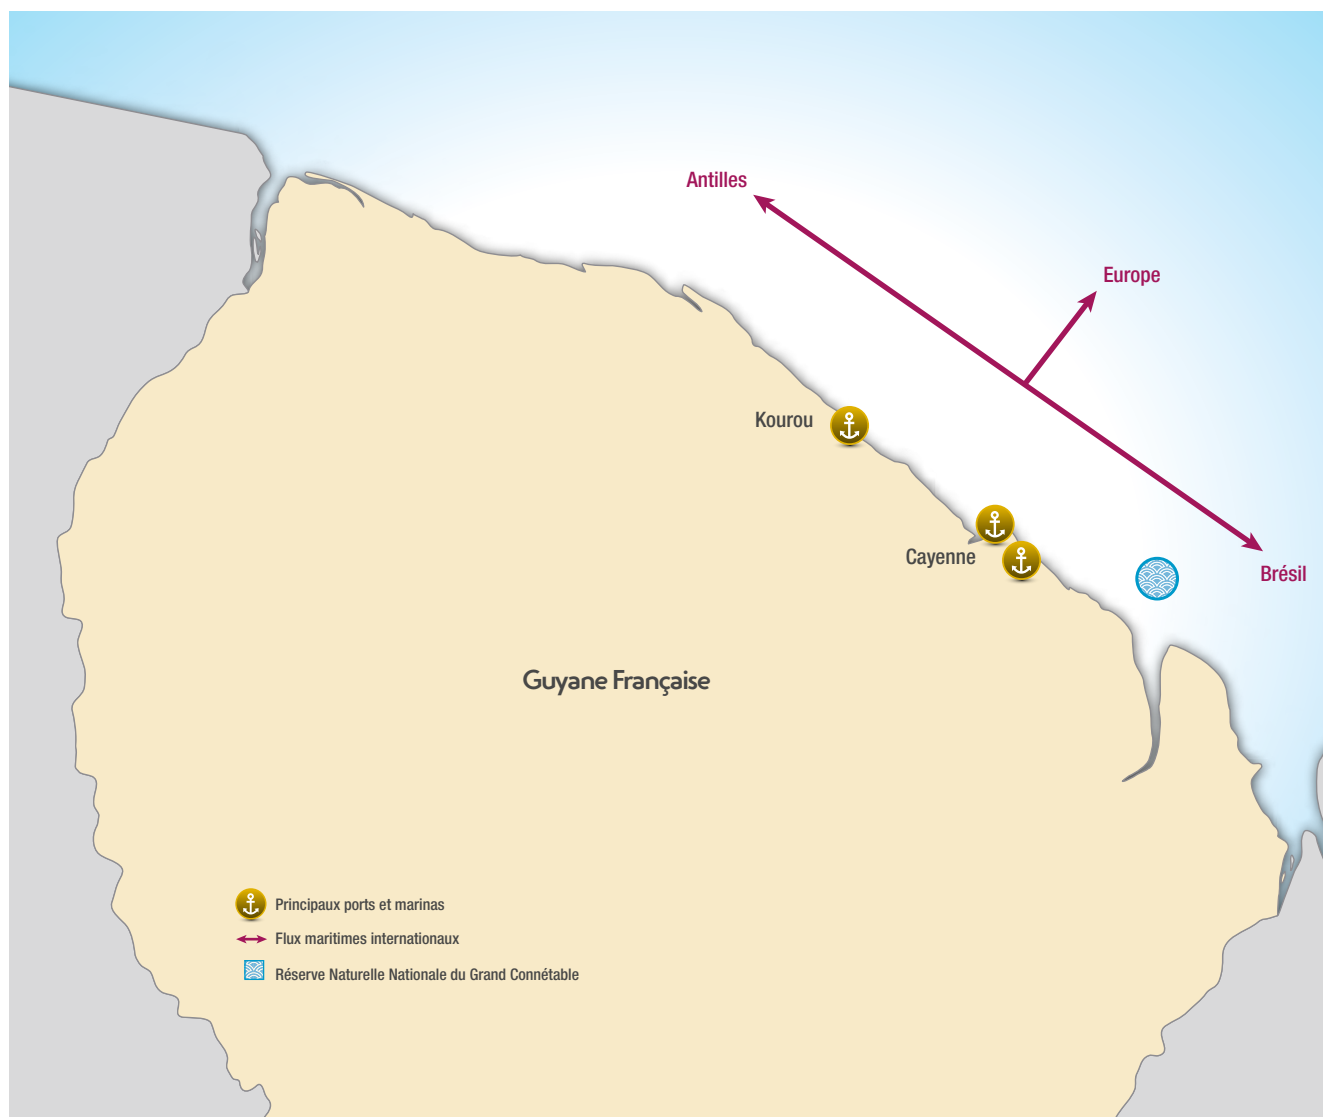 Antilles
Europe
Kourou
Cayenne
Brésil
Guyane Française
Principaux ports et marinas
Flux maritimes internationaux
Réserve Naturelle Nationale du Grand Connétable